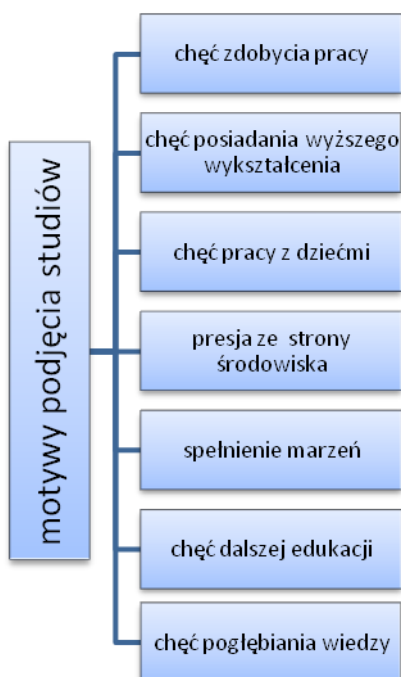 motywy podjęcia studiów
chęć zdobycia pracy
chęć posiadania wyższego
wykształcenia
chęć pracy z dziećmi
presja ze strony
środowiska
spełnienie marzeń
chęć dalszej edukacji
chęć pogłębiania wiedzy